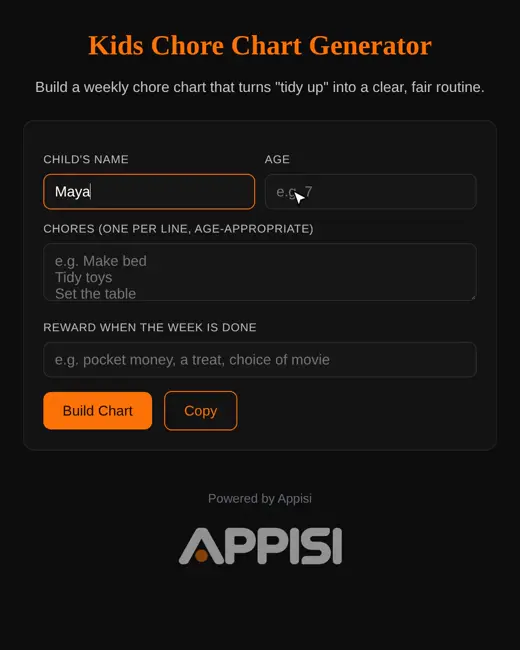 Kids Chore Chart Generator
Build a weekly chore chart that turns "tidy up" into a clear, fair routine.
CHILD'S NAME
AGE
Maya
e.g. 7
CHORES (ONE PER LINE, AGE-APPROPRIATE)
e.g. Make bed
Tidy toys
Set the table
REWARD WHEN THE WEEK IS DONE
e.g. pocket money, a treat, choice of movie
Build Chart
Copy
Powered by Appisi
APPISI